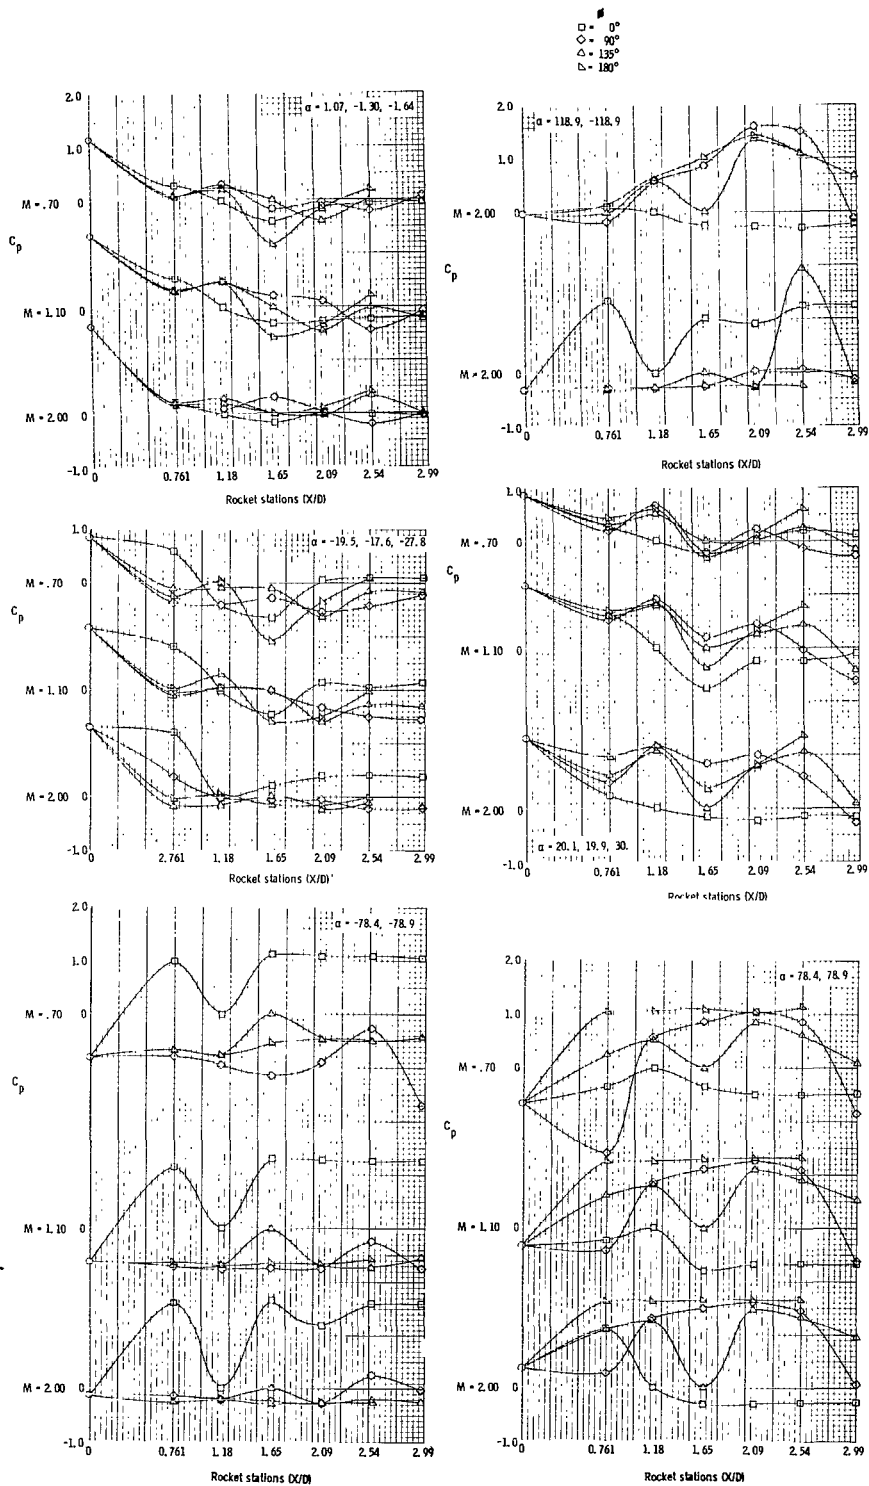 ø
□ = 0°
◇ = 90°
△ = 135°
◺ = 180°
2.0
α = 1.07, -1.30, -1.64
1.0
M = .70 0
C_p
M = 1.10 0
M = 2.00 0
-1.0
0 0.761 1.18 1.65 2.09 2.54 2.99
Rocket stations (X/D)
2.0
α = 118.9, -118.9
1.0
M = 2.00 0
C_p
M = 2.00 0
-1.0
0 0.761 1.18 1.65 2.09 2.54 2.99
Rocket stations (X/D)
1.0
α = -19.5, -17.6, -27.8
M = .70 0
C_p
M = 1.10 0
M = 2.00 0
-1.0
0 2.761 1.18 1.65 2.09 2.54 2.99
Rocket stations (X/D)'
1.0
M = .70 0
C_p
M = 1.10 0
M = 2.00 0
α = 20.1, 19.9, 30.
-1.0
0 0.761 1.18 1.65 2.09 2.54 2.99
Rocket stations (X/D)
2.0
α = -78.4, -78.9
1.0
M = .70 0
C_p
M = 1.10 0
M = 2.00 0
-1.0
0 0.761 1.18 1.65 2.09 2.54 2.99
Rocket stations (X/D)
2.0
α = 78.4, 78.9
1.0
M = .70 0
C_p
M = 1.10 0
M = 2.00 0
-1.0
0 0.761 1.18 1.65 2.09 2.54 2.99
Rocket stations (X/D)